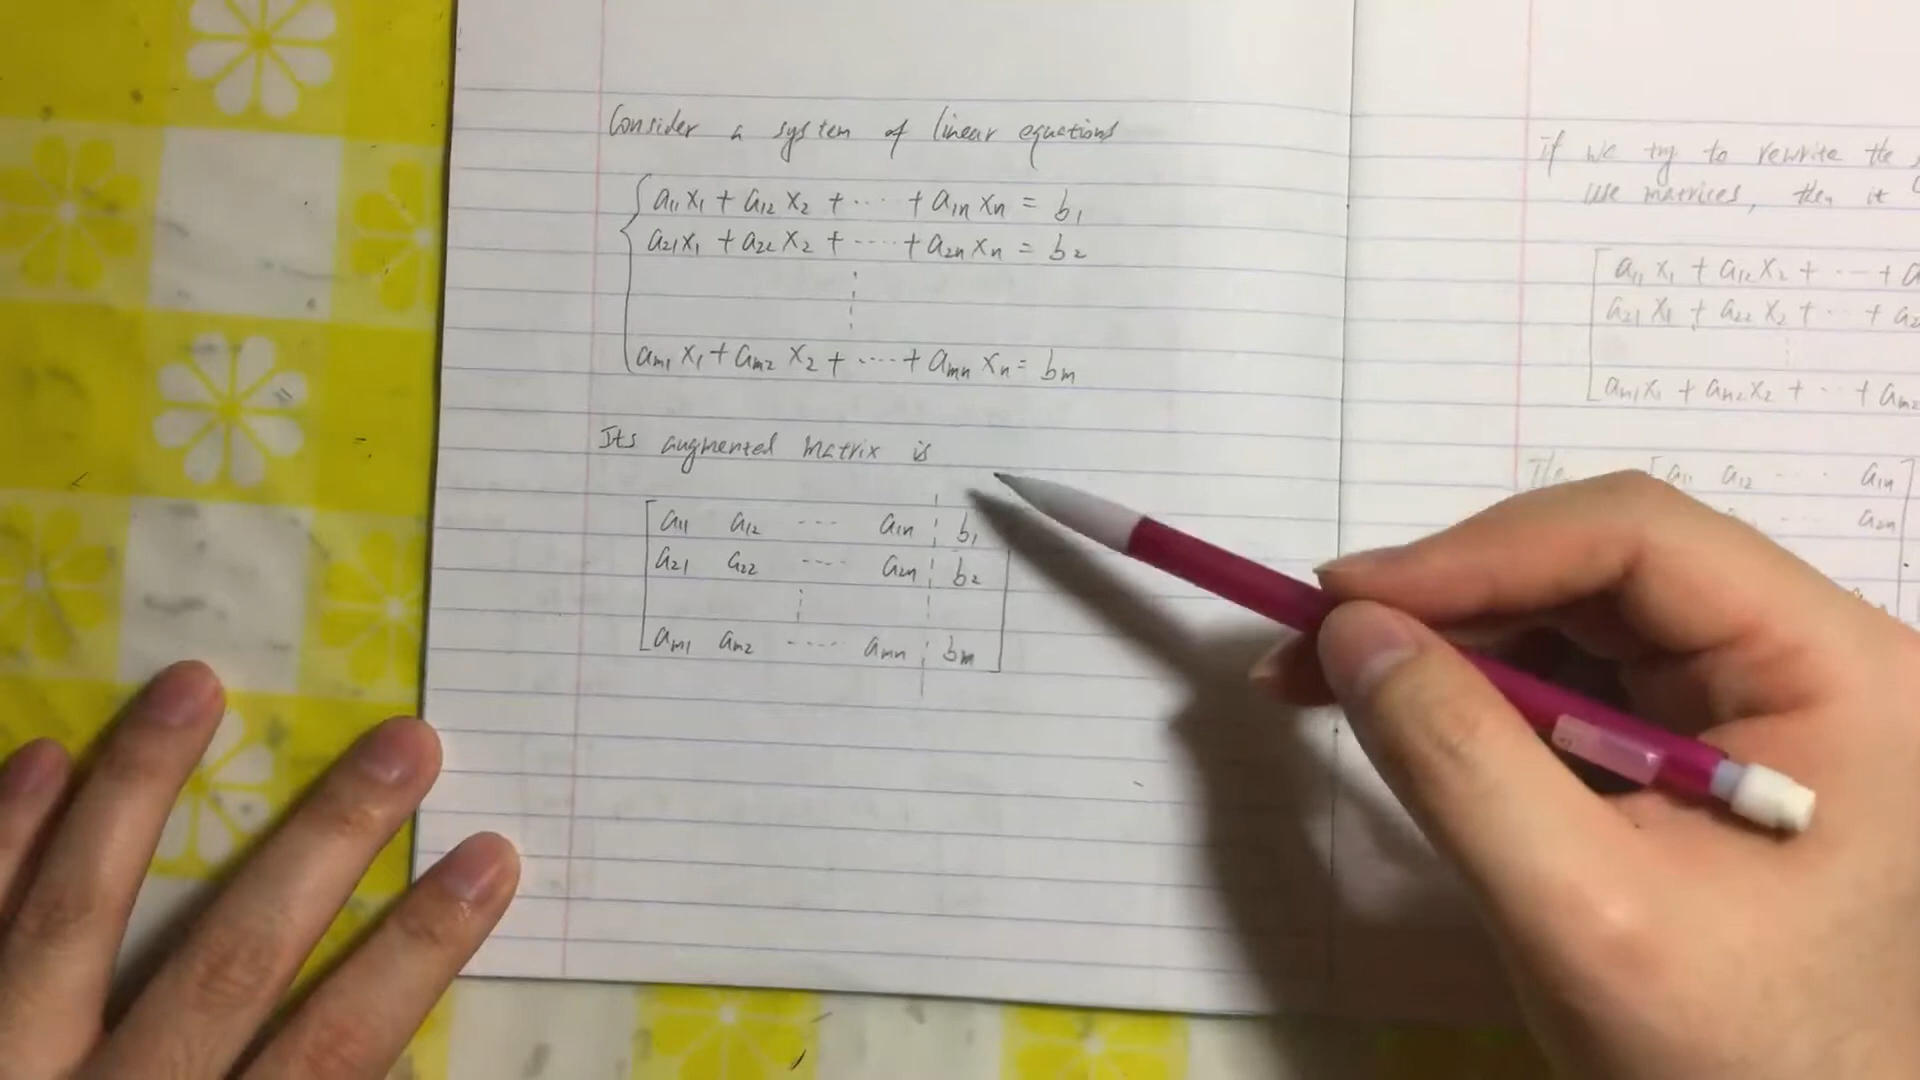 Consider a system of linear equations
a11 x1 + a12 x2 + ··· + a1n xn = b1
a21 x1 + a22 x2 + ···· + a2n xn = b2
am1 x1 + am2 x2 + ···· + amn xn = bm
Its augmented matrix is
a11 a12 --- a1n b1
a21 a22 ---- a2n b2
am1 am2 ----- amn bm
if we try to rewrite the
use matrices, then it
a11 x1 + a12 x2 + ··· +
a21 x1 + a22 x2 + ·· +
am1 x1 + am2 x2 + ·· + am2
a11 a12 ··· a1n
a2n